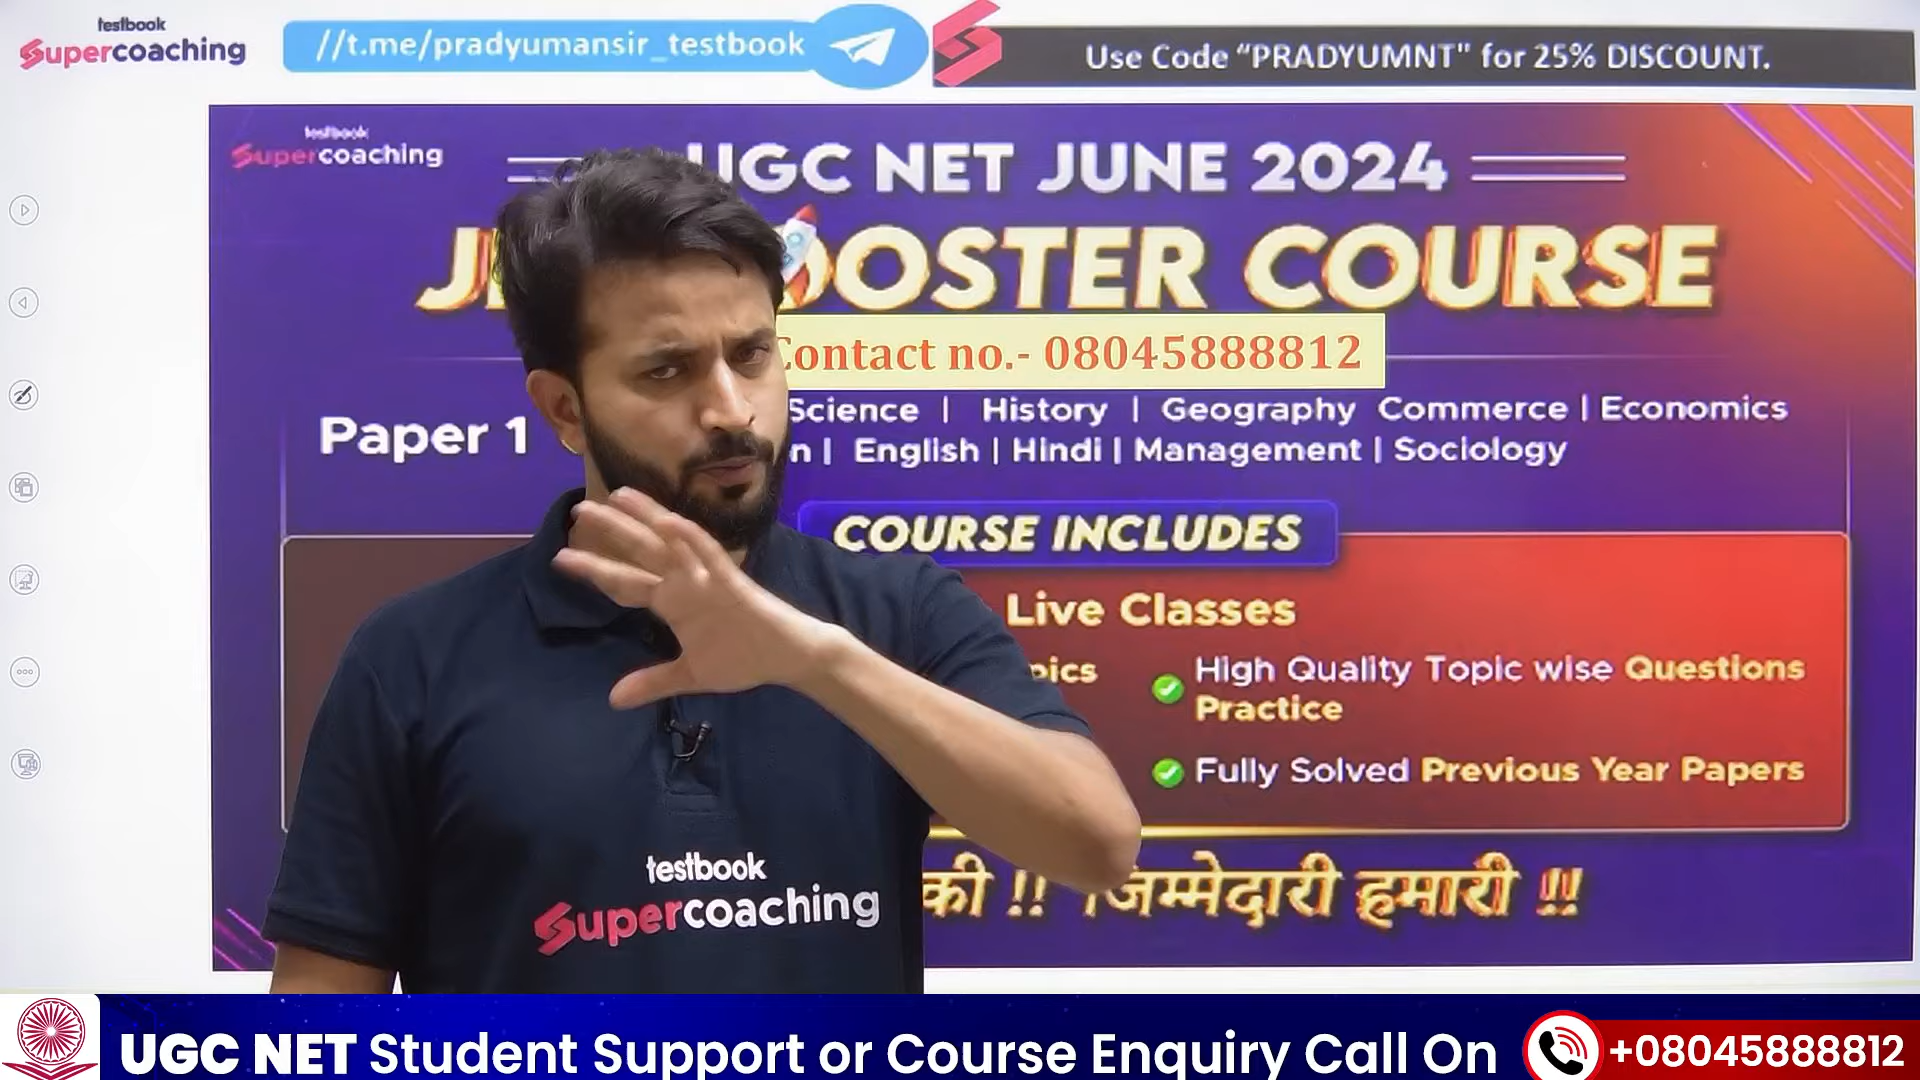 testbook
Supercoaching
//t.me/pradyumansir_testbook
Use Code “PRADYUMNT" for 25% DISCOUNT.
testbook
Supercoaching
UGC NET JUNE 2024
OOSTER COURSE
Contact no.- 08045888812
Paper 1
Science | History | Geography Commerce | Economics
English | Hindi | Management | Sociology
COURSE INCLUDES
Live Classes
High Quality Topic wise Questions
Practice
Fully Solved Previous Year Papers
की !! जिम्मेदारी हमारी !!
testbook
Supercoaching
UGC NET Student Support or Course Enquiry Call On
+08045888812